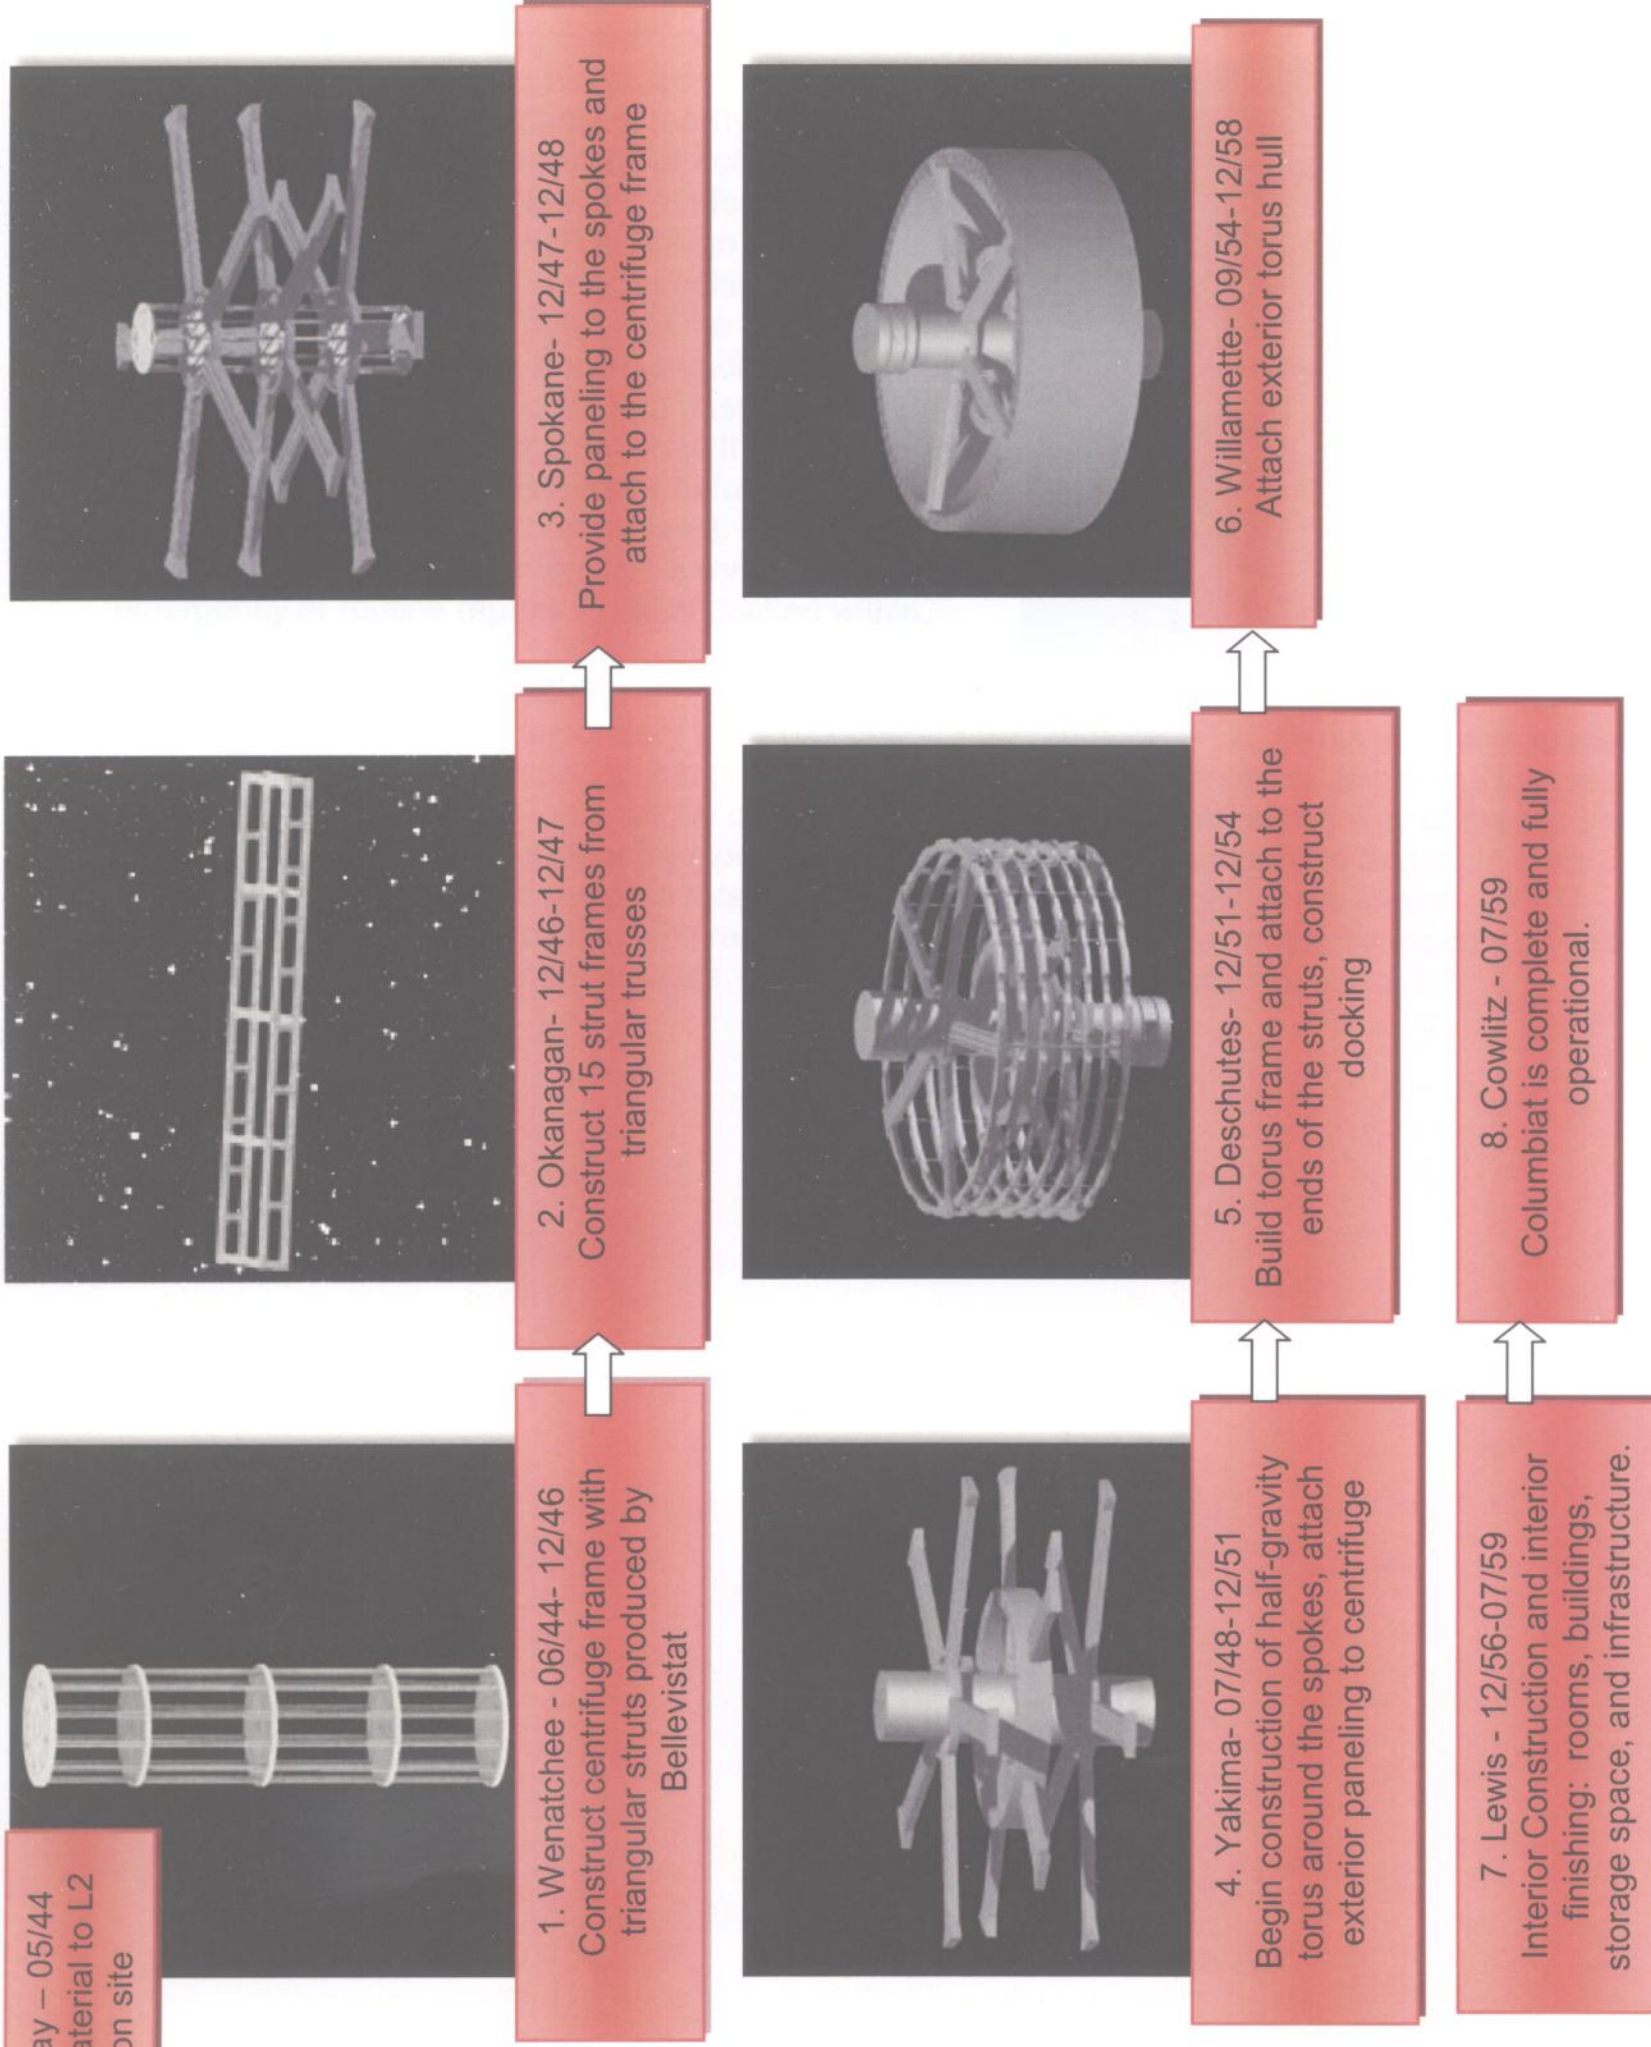 – 05/44
to L2
site
1. Wenatchee - 06/44- 12/46
Construct centrifuge frame with
triangular struts produced by
Bellevistat
2. Okanagan- 12/46-12/47
Construct 15 strut frames from
triangular trusses
3. Spokane- 12/47-12/48
Provide paneling to the spokes and
attach to the centrifuge frame
4. Yakima- 07/48-12/51
Begin construction of half-gravity
torus around the spokes, attach
exterior paneling to centrifuge
5. Deschutes- 12/51-12/54
Build torus frame and attach to the
ends of the struts, construct
docking
6. Willamette- 09/54-12/58
Attach exterior torus hull
7. Lewis - 12/56-07/59
Interior Construction and interior
finishing: rooms, buildings,
storage space, and infrastructure.
8. Cowlitz - 07/59
Columbiat is complete and fully
operational.